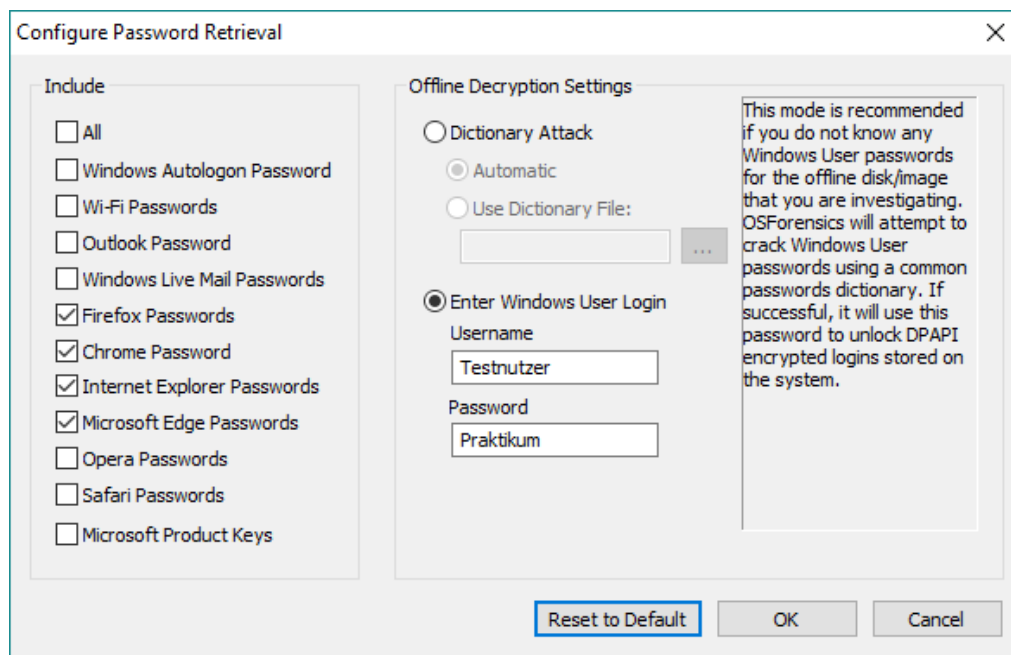 Configure Password Retrieval
Include
All
Windows Autologon Password
Wi-Fi Passwords
Outlook Password
Windows Live Mail Passwords
Firefox Passwords
Chrome Password
Internet Explorer Passwords
Microsoft Edge Passwords
Opera Passwords
Safari Passwords
Microsoft Product Keys
Offline Decryption Settings
Dictionary Attack
Automatic
Use Dictionary File:
...
Enter Windows User Login
Username
Testnutzer
Password
Praktikum
This mode is recommended
if you do not know any
Windows User passwords
for the offline disk/image
that you are investigating.
OSForensics will attempt to
crack Windows User
passwords using a common
passwords dictionary. If
successful, it will use this
password to unlock DPAPI
encrypted logins stored on
the system.
Reset to Default
OK
Cancel